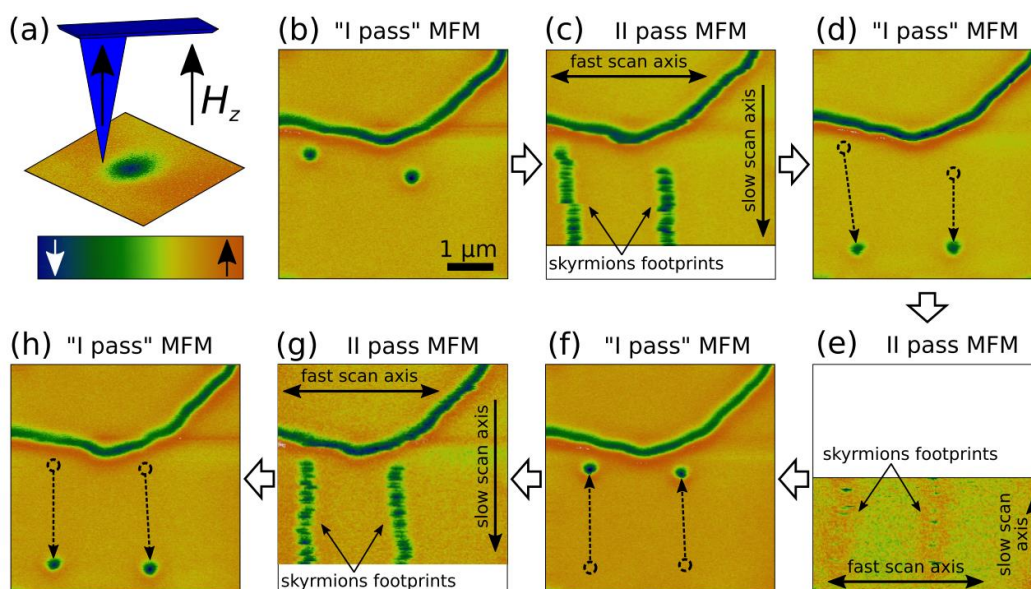 (a)
H_z
(b) "I pass" MFM
1 μm
(c) II pass MFM
fast scan axis
slow scan axis
skyrmions footprints
(d) "I pass" MFM
(e) II pass MFM
skyrmions footprints
slow scan
axis
fast scan axis
(f) "I pass" MFM
(g) II pass MFM
fast scan axis
slow scan axis
skyrmions footprints
(h) "I pass" MFM